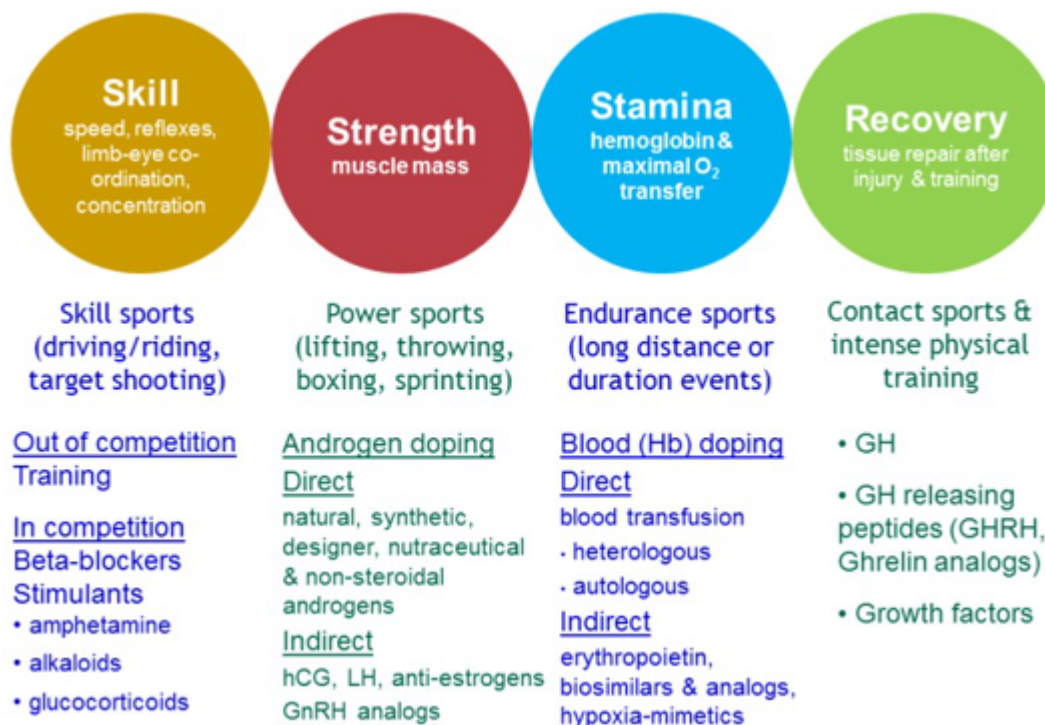 Skill
speed, reflexes,
limb-eye co-
ordination,
concentration
Strength
muscle mass
Stamina
hemoglobin &
maximal O₂
transfer
Recovery
tissue repair after
injury & training
Skill sports
(driving/riding,
target shooting)
Out of competition
Training
In competition
Beta-blockers
Stimulants
• amphetamine
• alkaloids
• glucocorticoids
Power sports
(lifting, throwing,
boxing, sprinting)
Androgen doping
Direct
natural, synthetic,
designer, nutraceutical
& non-steroidal
androgens
Indirect
hCG, LH, anti-estrogens
GnRH analogs
Endurance sports
(long distance or
duration events)
Blood (Hb) doping
Direct
blood transfusion
• heterologous
• autologous
Indirect
erythropoietin,
biosimilars & analogs,
hypoxia-mimetics
Contact sports &
intense physical
training
• GH
• GH releasing
peptides (GHRH,
Ghrelin analogs)
• Growth factors